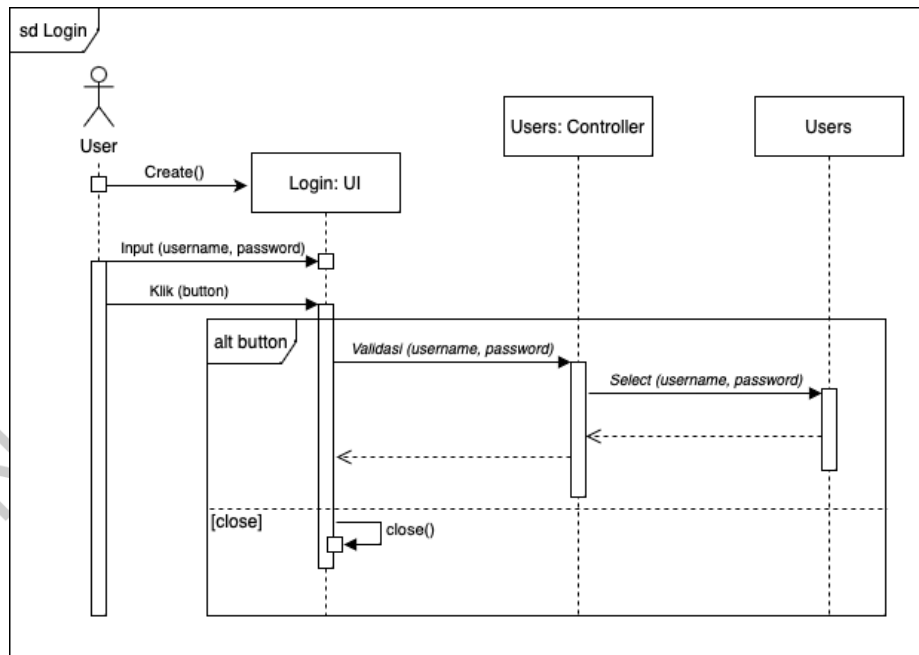 sd Login
User
Users: Controller
Users
Create()
Login: UI
Input (username, password)
Klik (button)
alt button
Validasi (username, password)
Select (username, password)
[close]
close()